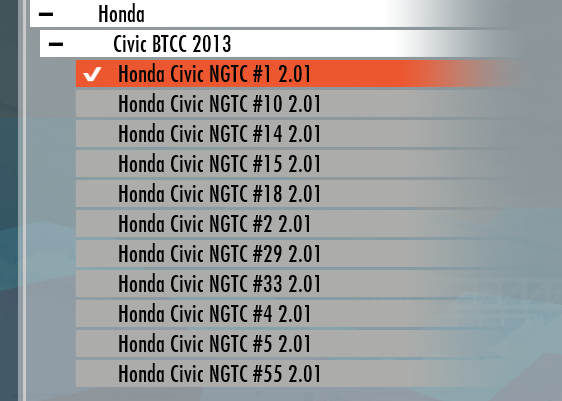 Honda
Civic BTCC 2013
Honda Civic NGTC #1 2.01
Honda Civic NGTC #10 2.01
Honda Civic NGTC #14 2.01
Honda Civic NGTC #15 2.01
Honda Civic NGTC #18 2.01
Honda Civic NGTC #2 2.01
Honda Civic NGTC #29 2.01
Honda Civic NGTC #33 2.01
Honda Civic NGTC #4 2.01
Honda Civic NGTC #5 2.01
Honda Civic NGTC #55 2.01